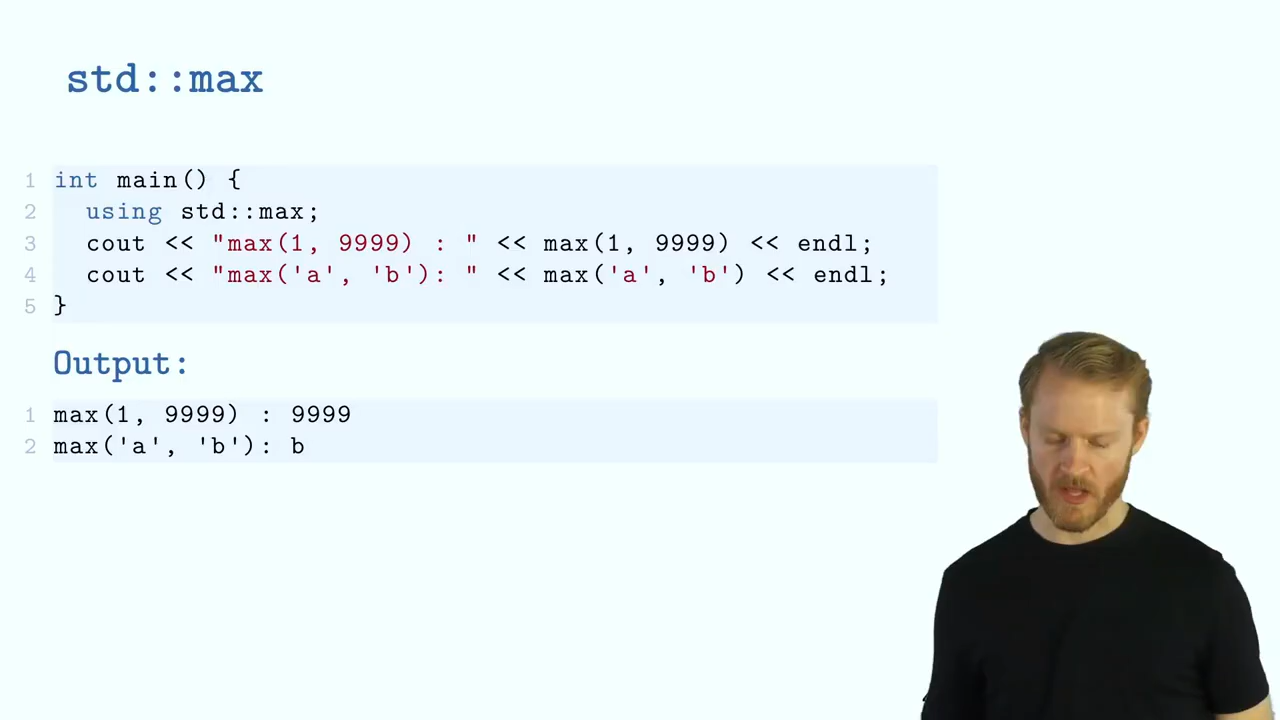 std::max
1 int main() {
2   using std::max;
3   cout << "max(1, 9999) : " << max(1, 9999) << endl;
4   cout << "max('a', 'b'): " << max('a', 'b') << endl;
5 }
Output:
1 max(1, 9999) : 9999
2 max('a', 'b'): b